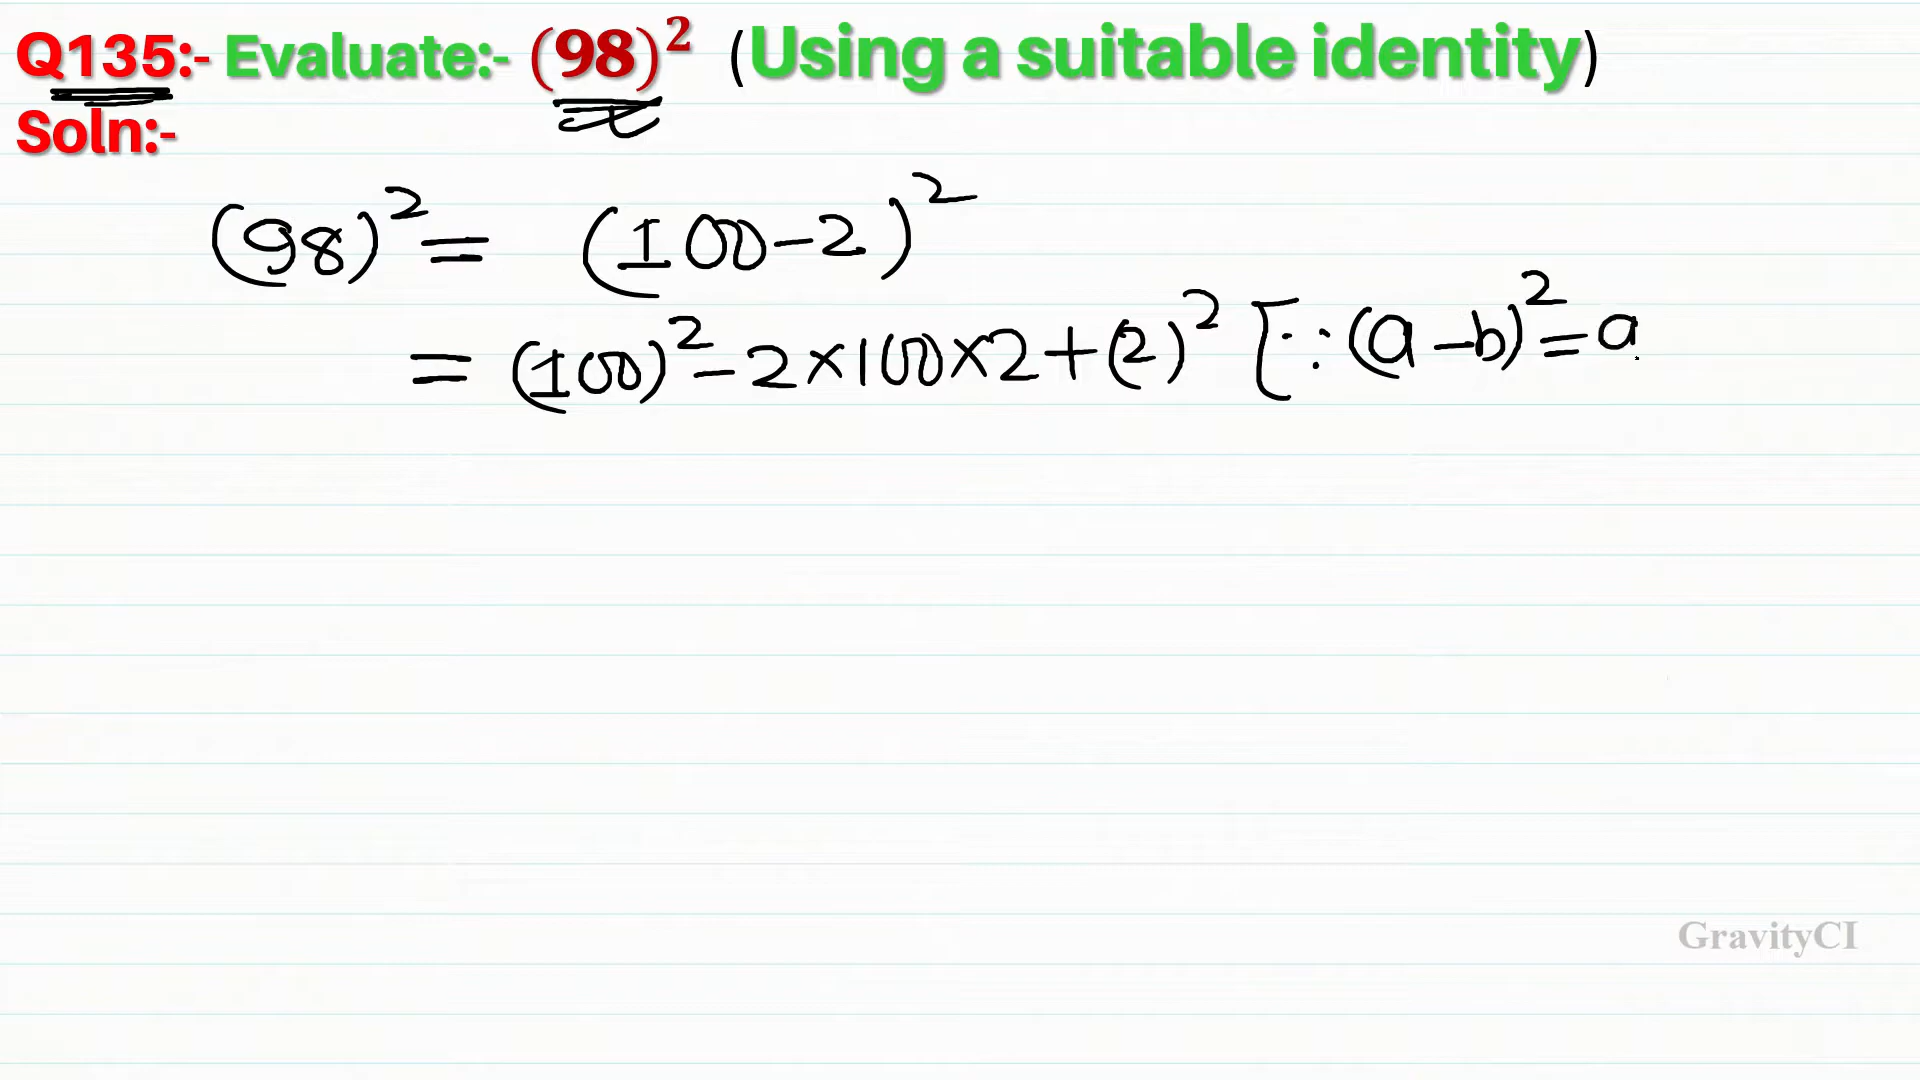 Q135:- Evaluate:- (98)² (Using a suitable identity)
Soln:-
(98)² = (100-2)²
= (100)² - 2×100×2 + (2)² [∵ (a-b)² = a
GravityCI